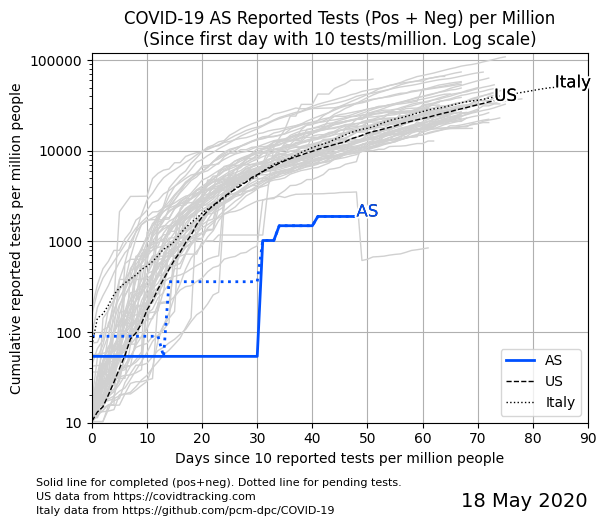 COVID-19 AS Reported Tests (Pos + Neg) per Million
(Since first day with 10 tests/million. Log scale)
Cumulative reported tests per million people
100000
10000
1000
100
10
Italy
US
AS
AS
US
Italy
0 10 20 30 40 50 60 70 80 90
Days since 10 reported tests per million people
Solid line for completed (pos+neg). Dotted line for pending tests.
US data from https://covidtracking.com
Italy data from https://github.com/pcm-dpc/COVID-19
18 May 2020